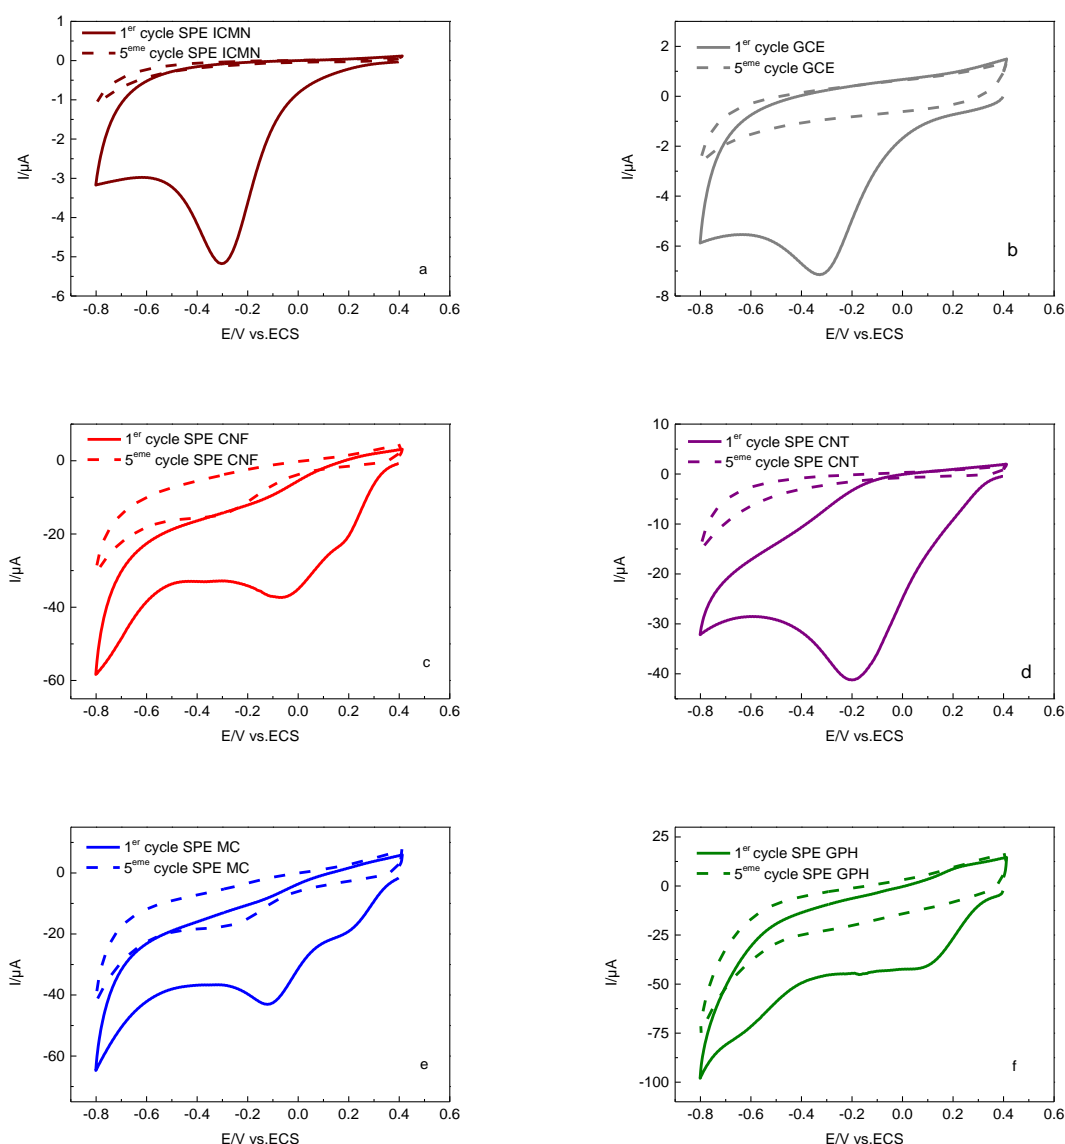 1er cycle SPE ICMN
5eme cycle SPE ICMN
1
0
-1
-2
-3
-4
-5
-6
I/µA
-0.8 -0.6 -0.4 -0.2 0.0 0.2 0.4 0.6
E/V vs.ECS
a
1er cycle GCE
5eme cycle GCE
2
0
-2
-4
-6
-8
I/µA
-0.8 -0.6 -0.4 -0.2 0.0 0.2 0.4 0.6
E/V vs.ECS
b
1er cycle SPE CNF
5eme cycle SPE CNF
0
-20
-40
-60
I/µA
-0.8 -0.6 -0.4 -0.2 0.0 0.2 0.4 0.6
E/V vs.ECS
c
1er cycle SPE CNT
5eme cycle SPE CNT
10
0
-10
-20
-30
-40
I/µA
-0.8 -0.6 -0.4 -0.2 0.0 0.2 0.4 0.6
E/V vs.ECS
d
1er cycle SPE MC
5eme cycle SPE MC
0
-20
-40
-60
I/µA
-0.8 -0.6 -0.4 -0.2 0.0 0.2 0.4 0.6
E/V vs.ECS
e
1er cycle SPE GPH
5eme cycle SPE GPH
25
0
-25
-50
-75
-100
I/µA
-0.8 -0.6 -0.4 -0.2 0.0 0.2 0.4 0.6
E/V vs.ECS
f